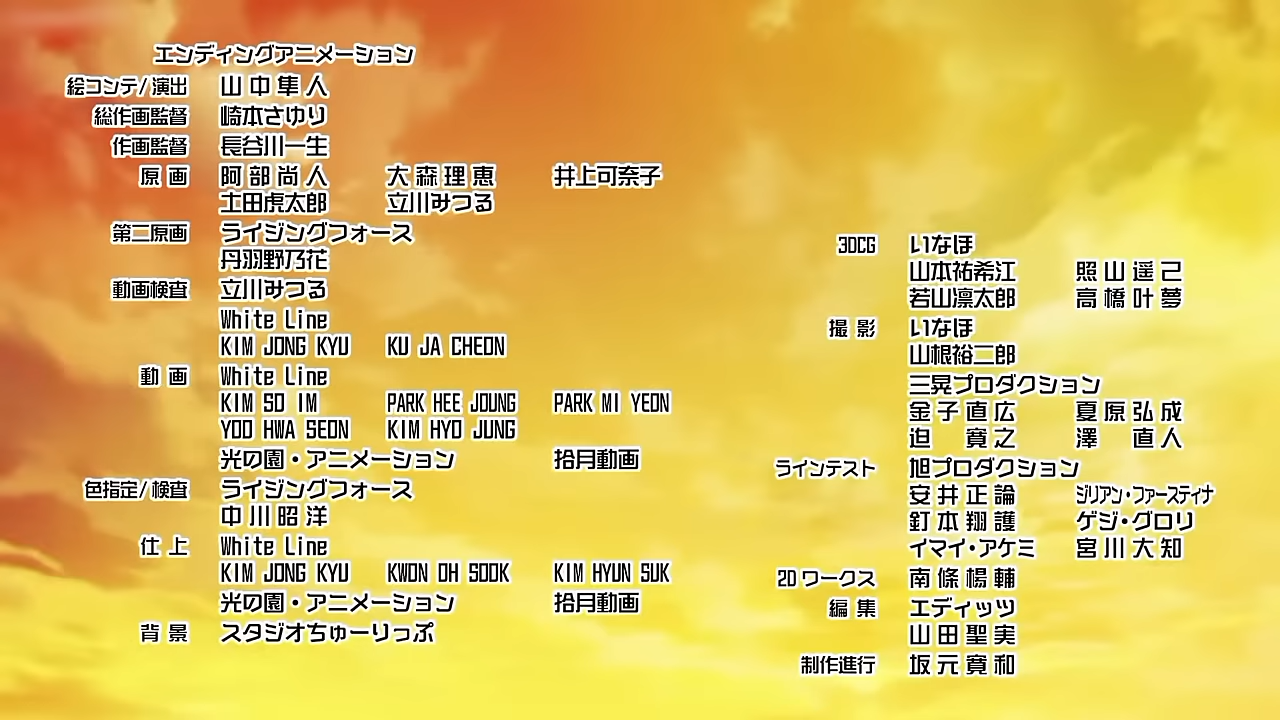 エンディングアニメーション
絵コンテ/演出 山中隼人
総作画監督 崎本さゆり
作画監督 長谷川一生
原画 阿部尚人 大森理恵 井上可奈子
土田虎太郎 立川みつる
第二原画 ライジングフォース
丹羽野乃花
動画検査 立川みつる
White Line
KIM JONG KYU KU JA CHEON
動画 White Line
KIM SO IM PARK HEE JOUNG PARK MI YEON
YOO HWA SEON KIM HYO JUNG
光の園・アニメーション 拾月動画
色指定/検査 ライジングフォース
中川昭洋
仕上 White Line
KIM JONG KYU KWON OH SOOK KIM HYUN SUK
光の園・アニメーション 拾月動画
背景 スタジオちゅーりっぷ
3DCG いなほ
山本祐希江 照山遥己
若山凛太郎 高橋叶夢
撮影 いなほ
山根裕二郎
三晃プロダクション
金子直広 夏原弘成
迫寛之 澤直人
ラインテスト 旭プロダクション
安井正論 ジリアン・ファースティナ
釘本翔護 ゲジ・グロリ
イマイ・アケミ 宮川大知
2Dワークス 南條楊輔
編集 エディッツ
山田聖実
制作進行 坂元寛和